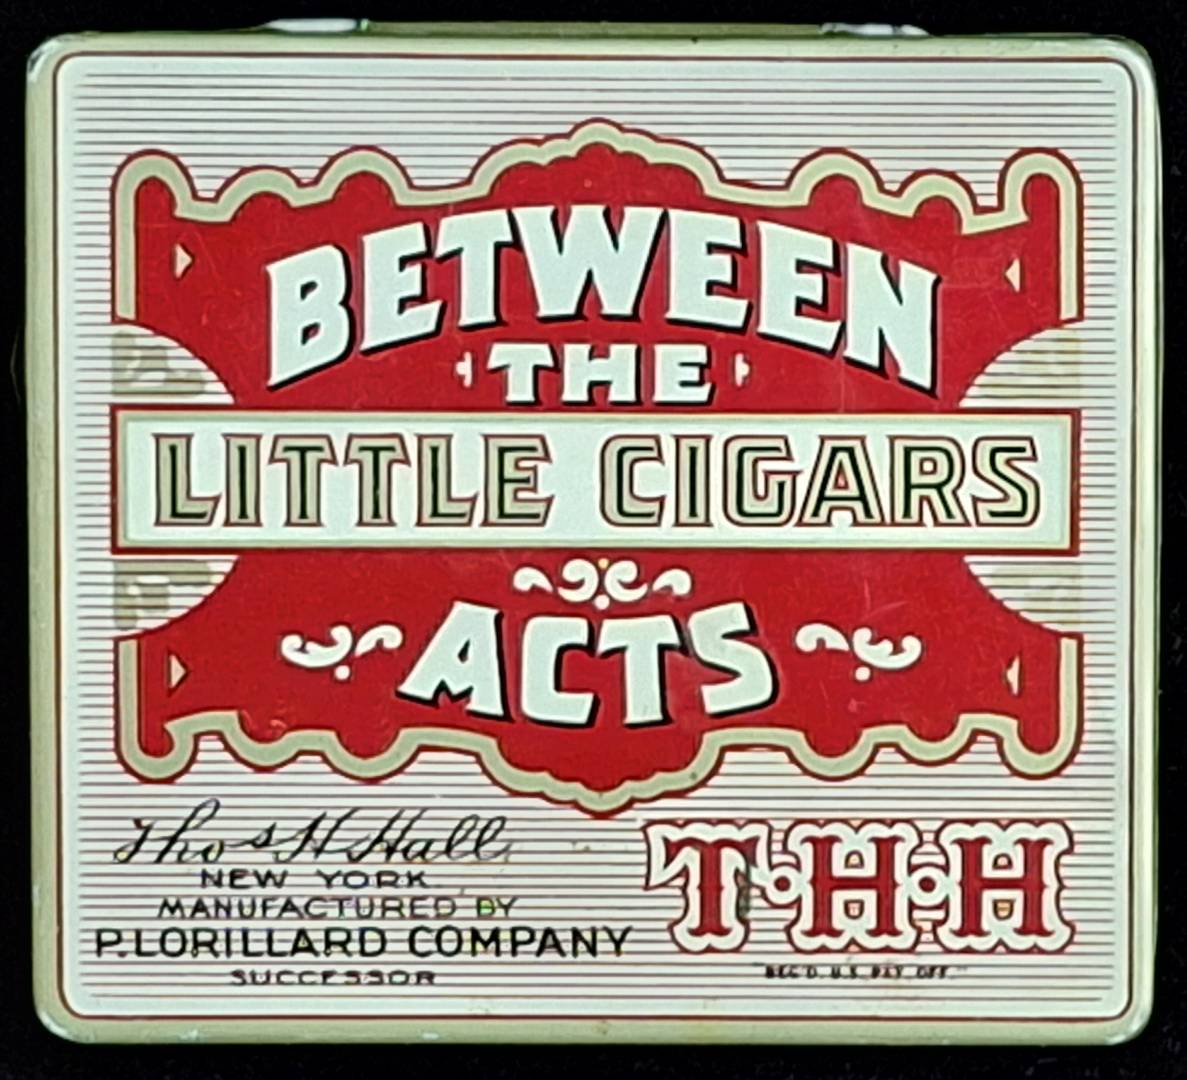 BETWEEN
THE
LITTLE CIGARS
ACTS
Thos H Hall
NEW YORK
MANUFACTURED BY
P. LORILLARD COMPANY
SUCCESSOR
T·H·H
"REG'D. U.S. PAT. OFF."